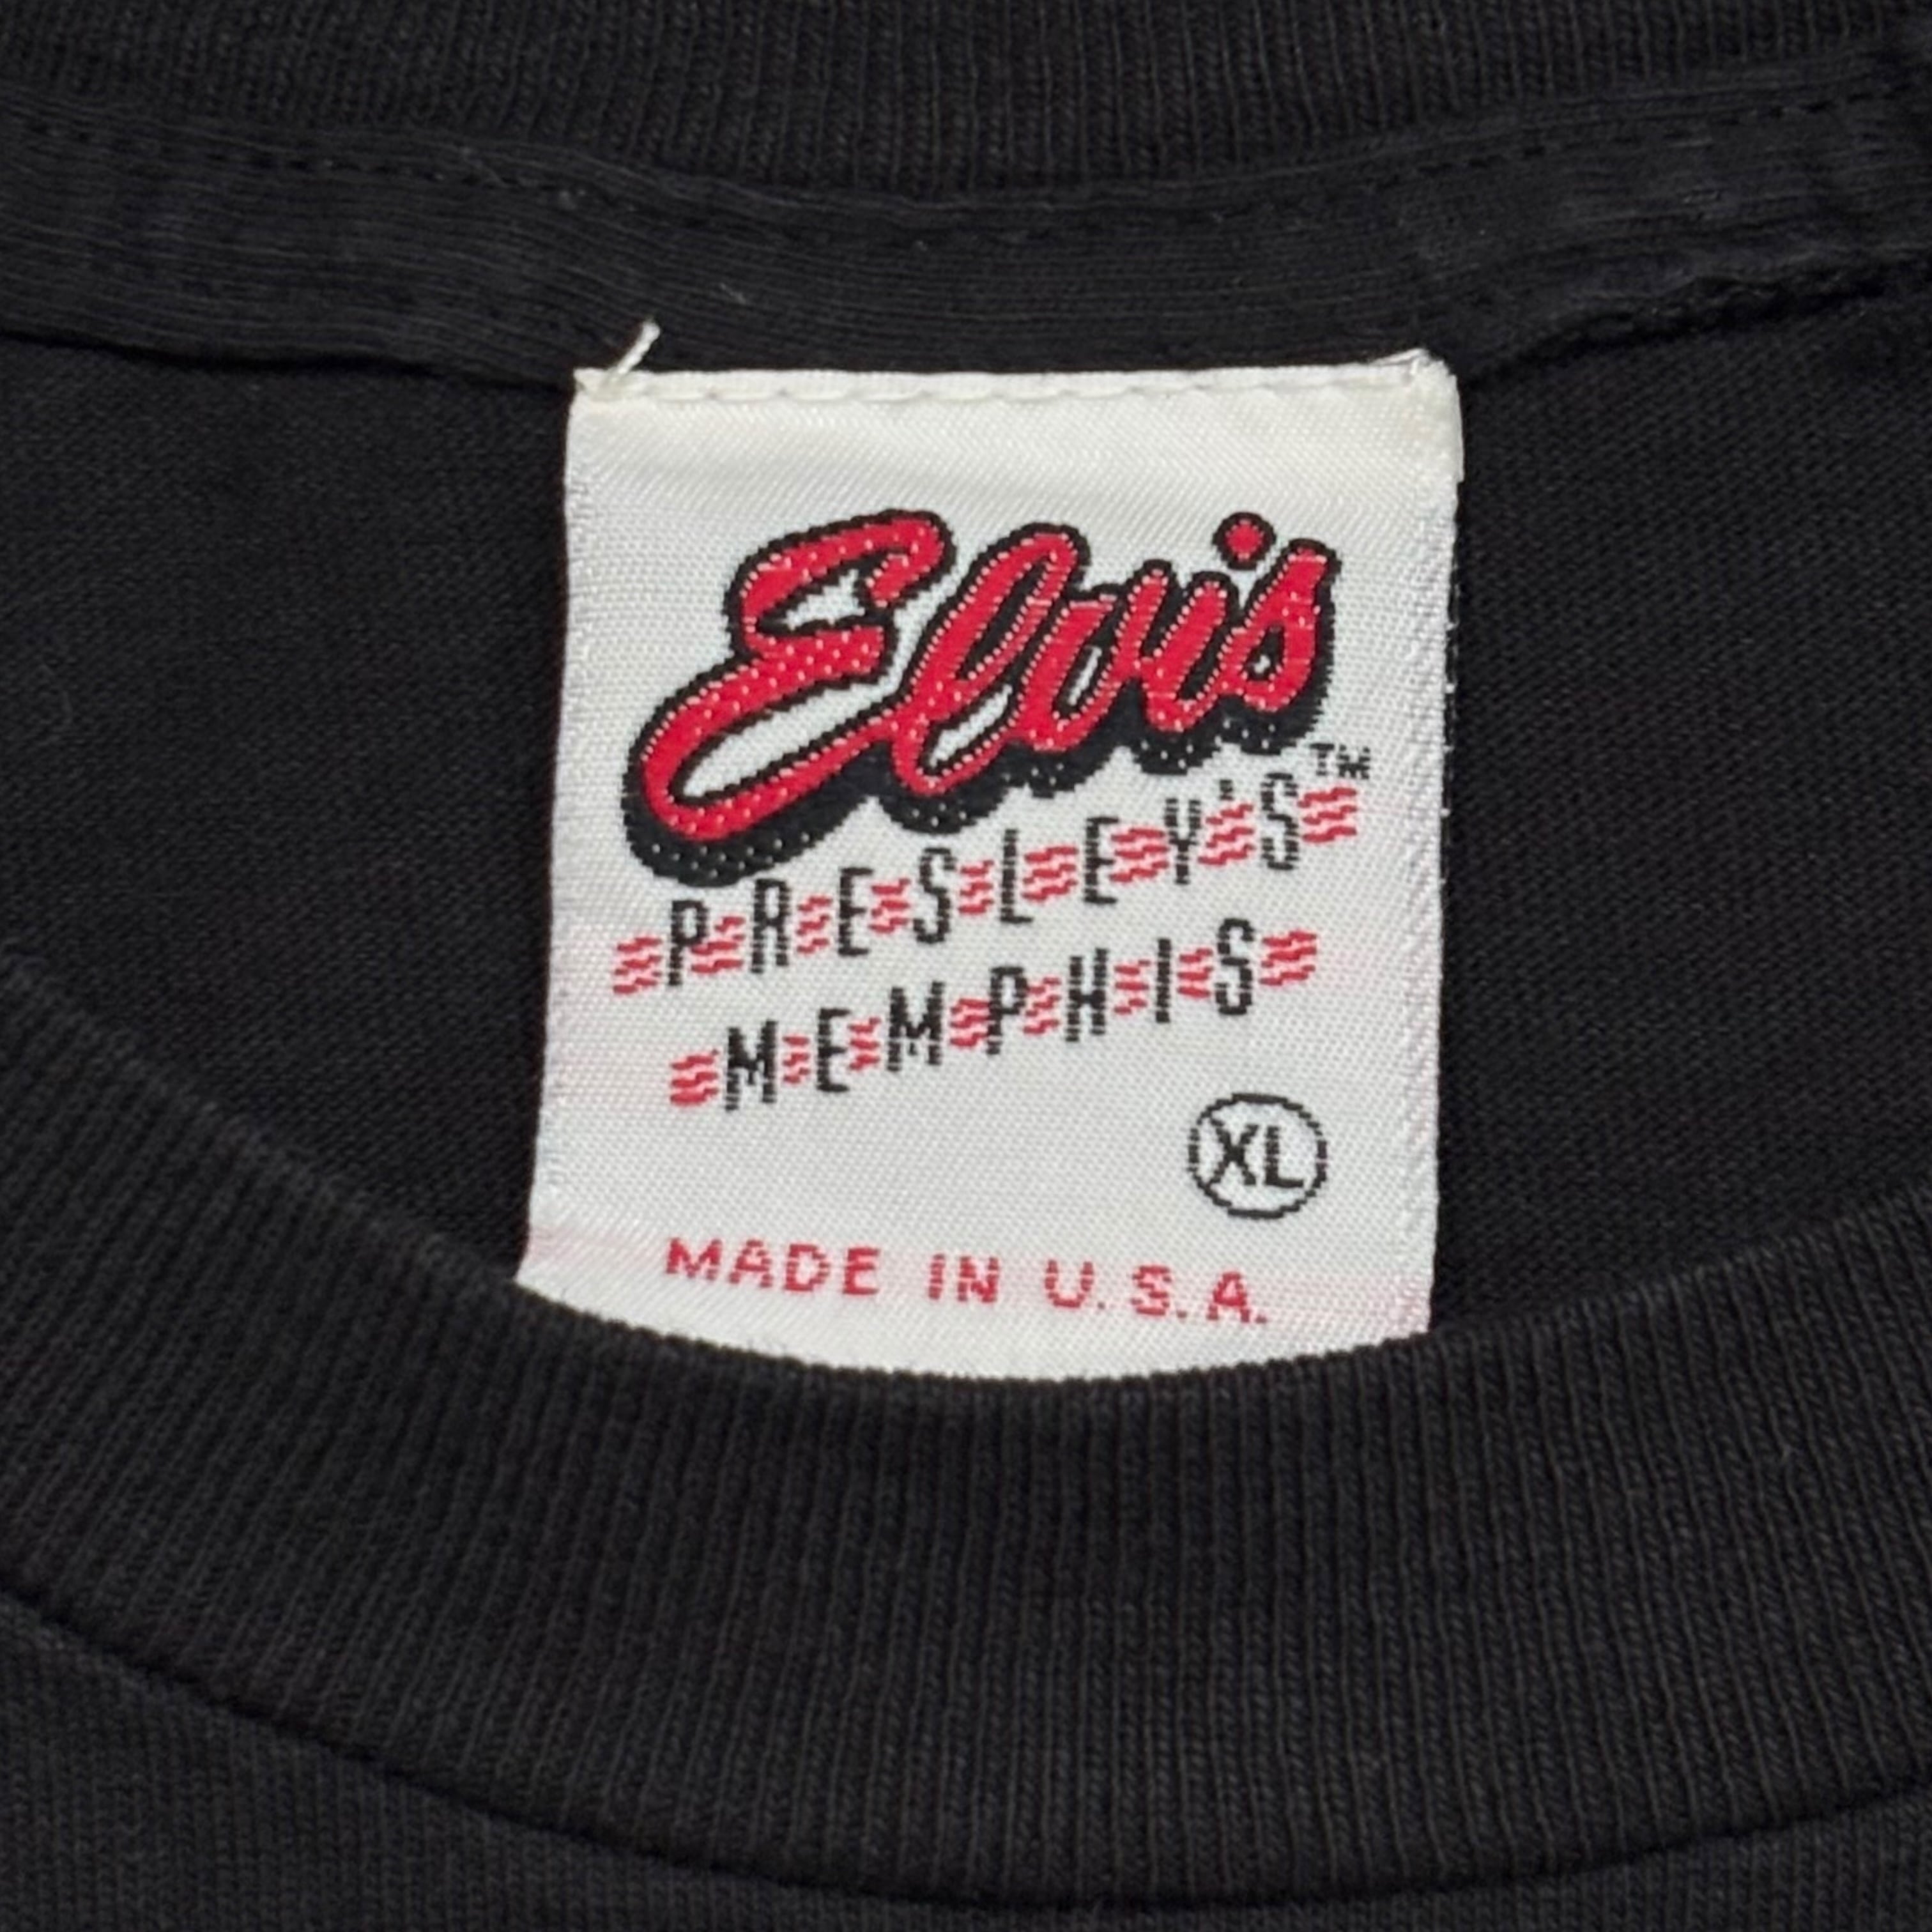 Elvis
PRESLEY'S™
MEMPHIS
XL
MADE IN U.S.A.